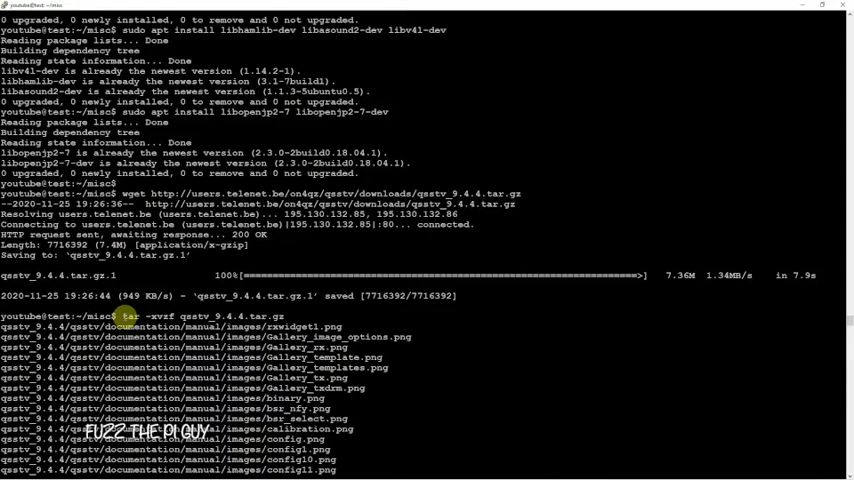 youtube@test: ~/misc
0 upgraded, 0 newly installed, 0 to remove and 0 not upgraded.
youtube@test:~/misc$ sudo apt install libhamlib-dev libasound2-dev libv4l-dev
Reading package lists... Done
Building dependency tree
Reading state information... Done
libv4l-dev is already the newest version (1.14.2-1).
libhamlib-dev is already the newest version (3.1-7build1).
libasound2-dev is already the newest version (1.1.3-5ubuntu0.5).
0 upgraded, 0 newly installed, 0 to remove and 0 not upgraded.
youtube@test:~/misc$ sudo apt install libopenjp2-7 libopenjp2-7-dev
Reading package lists... Done
Building dependency tree
Reading state information... Done
libopenjp2-7 is already the newest version (2.3.0-2build0.18.04.1).
libopenjp2-7-dev is already the newest version (2.3.0-2build0.18.04.1).
0 upgraded, 0 newly installed, 0 to remove and 0 not upgraded.
youtube@test:~/misc$
youtube@test:~/misc$ wget http://users.telenet.be/on4qz/qsstv/downloads/qsstv_9.4.4.tar.gz
--2020-11-25 19:26:36--  http://users.telenet.be/on4qz/qsstv/downloads/qsstv_9.4.4.tar.gz
Resolving users.telenet.be (users.telenet.be)... 195.130.132.85, 195.130.132.86
Connecting to users.telenet.be (users.telenet.be)|195.130.132.85|:80... connected.
HTTP request sent, awaiting response... 200 OK
Length: 7716392 (7.4M) [application/x-gzip]
Saving to: ‘qsstv_9.4.4.tar.gz.1’
qsstv_9.4.4.tar.gz.1 100%[===================================================================>] 7.36M 1.34MB/s in 7.9s
2020-11-25 19:26:44 (949 KB/s) - ‘qsstv_9.4.4.tar.gz.1’ saved [7716392/7716392]
youtube@test:~/misc$ tar -xvzf qsstv_9.4.4.tar.gz
qsstv_9.4.4/qsstv/documentation/manual/images/rxwidget1.png
qsstv_9.4.4/qsstv/documentation/manual/images/Gallery_image_options.png
qsstv_9.4.4/qsstv/documentation/manual/images/Gallery_rx.png
qsstv_9.4.4/qsstv/documentation/manual/images/Gallery_template.png
qsstv_9.4.4/qsstv/documentation/manual/images/Gallery_templates.png
qsstv_9.4.4/qsstv/documentation/manual/images/Gallery_tx.png
qsstv_9.4.4/qsstv/documentation/manual/images/Gallery_txdrm.png
qsstv_9.4.4/qsstv/documentation/manual/images/binary.png
qsstv_9.4.4/qsstv/documentation/manual/images/bsr_nfy.png
qsstv_9.4.4/qsstv/documentation/manual/images/bsr_select.png
qsstv_9.4.4/qsstv/documentation/manual/images/calibration.png
qsstv_9.4.4/qsstv/documentation/manual/images/config.png
qsstv_9.4.4/qsstv/documentation/manual/images/config1.png
qsstv_9.4.4/qsstv/documentation/manual/images/config10.png
qsstv_9.4.4/qsstv/documentation/manual/images/config11.png
FUZZ THE PI GUY